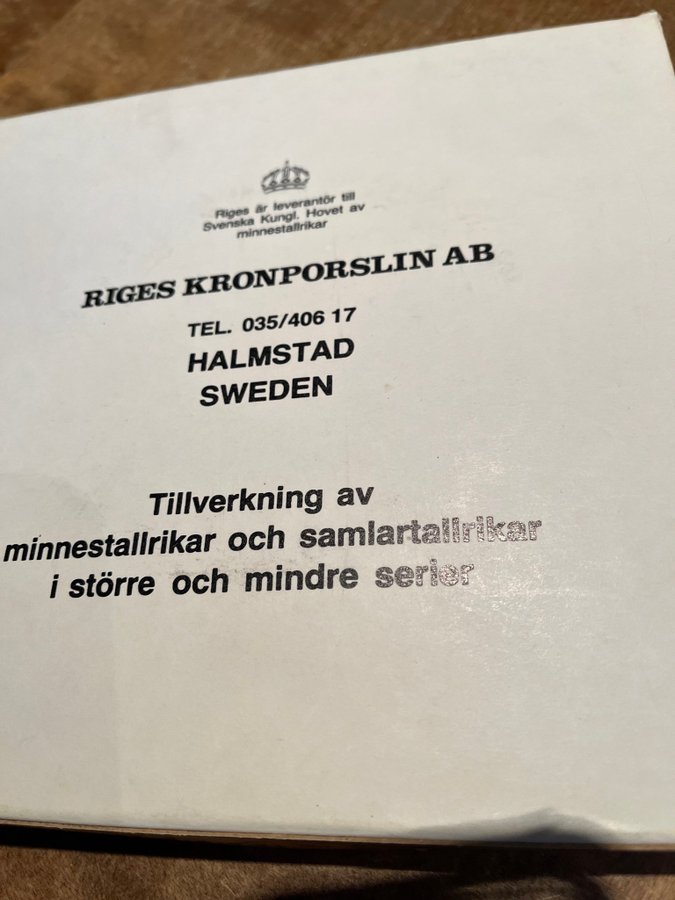 Riges är leverantör till
Svenska Kungl. Hovet av
minnestallrikar
RIGES KRONPORSLIN AB
TEL. 035/406 17
HALMSTAD
SWEDEN
Tillverkning av
minnestallrikar och samlartallrikar
i större och mindre serier